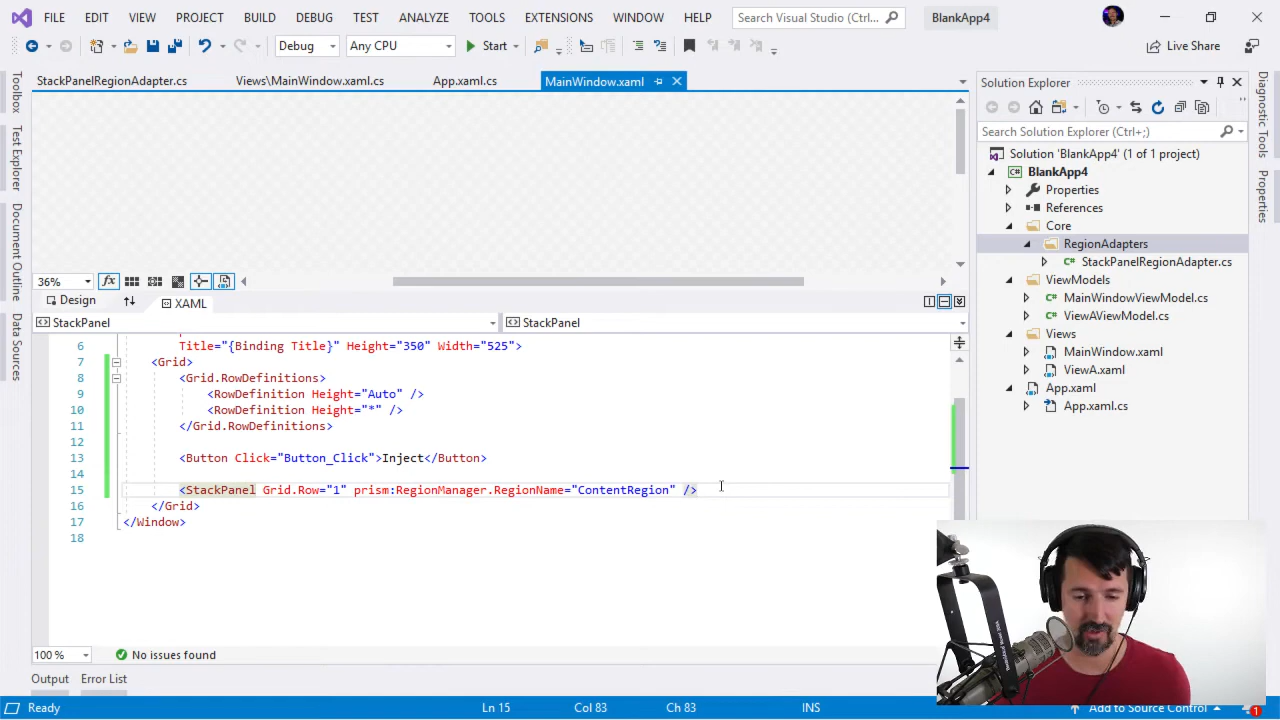 FILE EDIT VIEW PROJECT BUILD DEBUG TEST ANALYZE TOOLS EXTENSIONS WINDOW HELP Search Visual Studio (Ctrl+;... BlankApp4
Debug Any CPU Start Live Share
StackPanelRegionAdapter.cs Views\MainWindow.xaml.cs App.xaml.cs MainWindow.xaml
Toolbox
Test Explorer
Document Outline
Data Sources
36% fx
Design XAML
StackPanel StackPanel
6 Title="{Binding Title}" Height="350" Width="525">
7 <Grid>
8 <Grid.RowDefinitions>
9 <RowDefinition Height="Auto" />
10 <RowDefinition Height="*" />
11 </Grid.RowDefinitions>
12
13 <Button Click="Button_Click">Inject</Button>
14
15 <StackPanel Grid.Row="1" prism:RegionManager.RegionName="ContentRegion" />
16 </Grid>
17 </Window>
18
100 % No issues found
Output Error List
Solution Explorer
Search Solution Explorer (Ctrl+;)
Solution 'BlankApp4' (1 of 1 project)
BlankApp4
Properties
References
Core
RegionAdapters
StackPanelRegionAdapter.cs
ViewModels
MainWindowViewModel.cs
ViewAViewModel.cs
Views
MainWindow.xaml
ViewA.xaml
App.xaml
App.xaml.cs
Diagnostic Tools
Properties
Ready Ln 15 Col 83 Ch 83 INS Add to Source Control 1